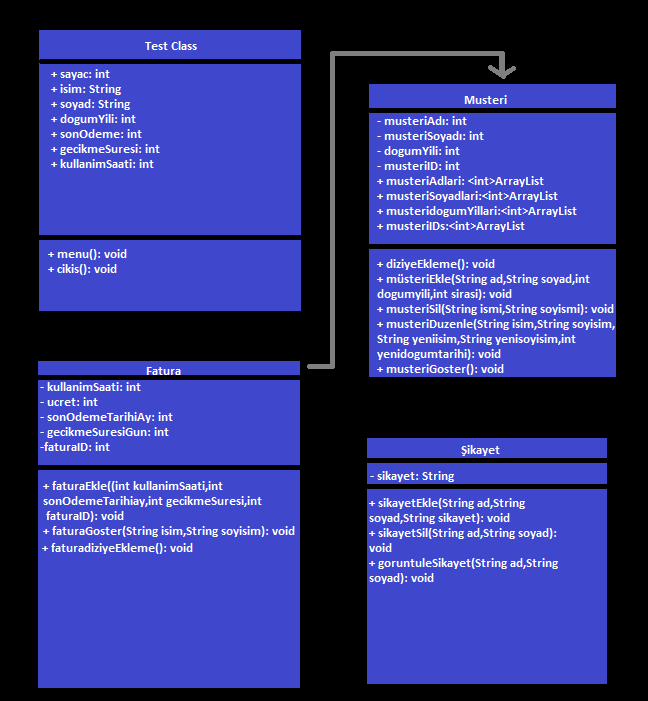 Test Class
+ sayac: int
+ isim: String
+ soyad: String
+ dogumYili: int
+ sonOdeme: int
+ gecikmeSuresi: int
+ kullanimSaati: int
+ menu(): void
+ cikis(): void
Musteri
- musteriAdı: int
- musteriSoyadı: int
- dogumYili: int
- musteriID: int
+ musteriAdlari: <int>ArrayList
+ musteriSoyadlari:<int>ArrayList
+ musteridogumYillari:<int>ArrayList
+ musteriIDs:<int>ArrayList
+ diziyeEkleme(): void
+ müsteriEkle(String ad,String soyad,int
dogumyili,int sirasi): void
+ musteriSil(String ismi,String soyismi): void
+ musteriDuzenle(String isim,String soyisim,
String yeniisim,String yenisoyisim,int
yenidogumtarihi): void
+ musteriGoster(): void
Fatura
- kullanimSaati: int
- ucret: int
- sonOdemeTarihiAy: int
- gecikmeSuresiGun: int
-faturaID: int
+ faturaEkle((int kullanimSaati,int
sonOdemeTarihiay,int gecikmeSuresi,int
faturaID): void
+ faturaGoster(String isim,String soyisim): void
+ faturadiziyeEkleme(): void
Şikayet
- sikayet: String
+ sikayetEkle(String ad,String
soyad,String sikayet): void
+ sikayetSil(String ad,String soyad):
void
+ goruntuleSikayet(String ad,String
soyad): void